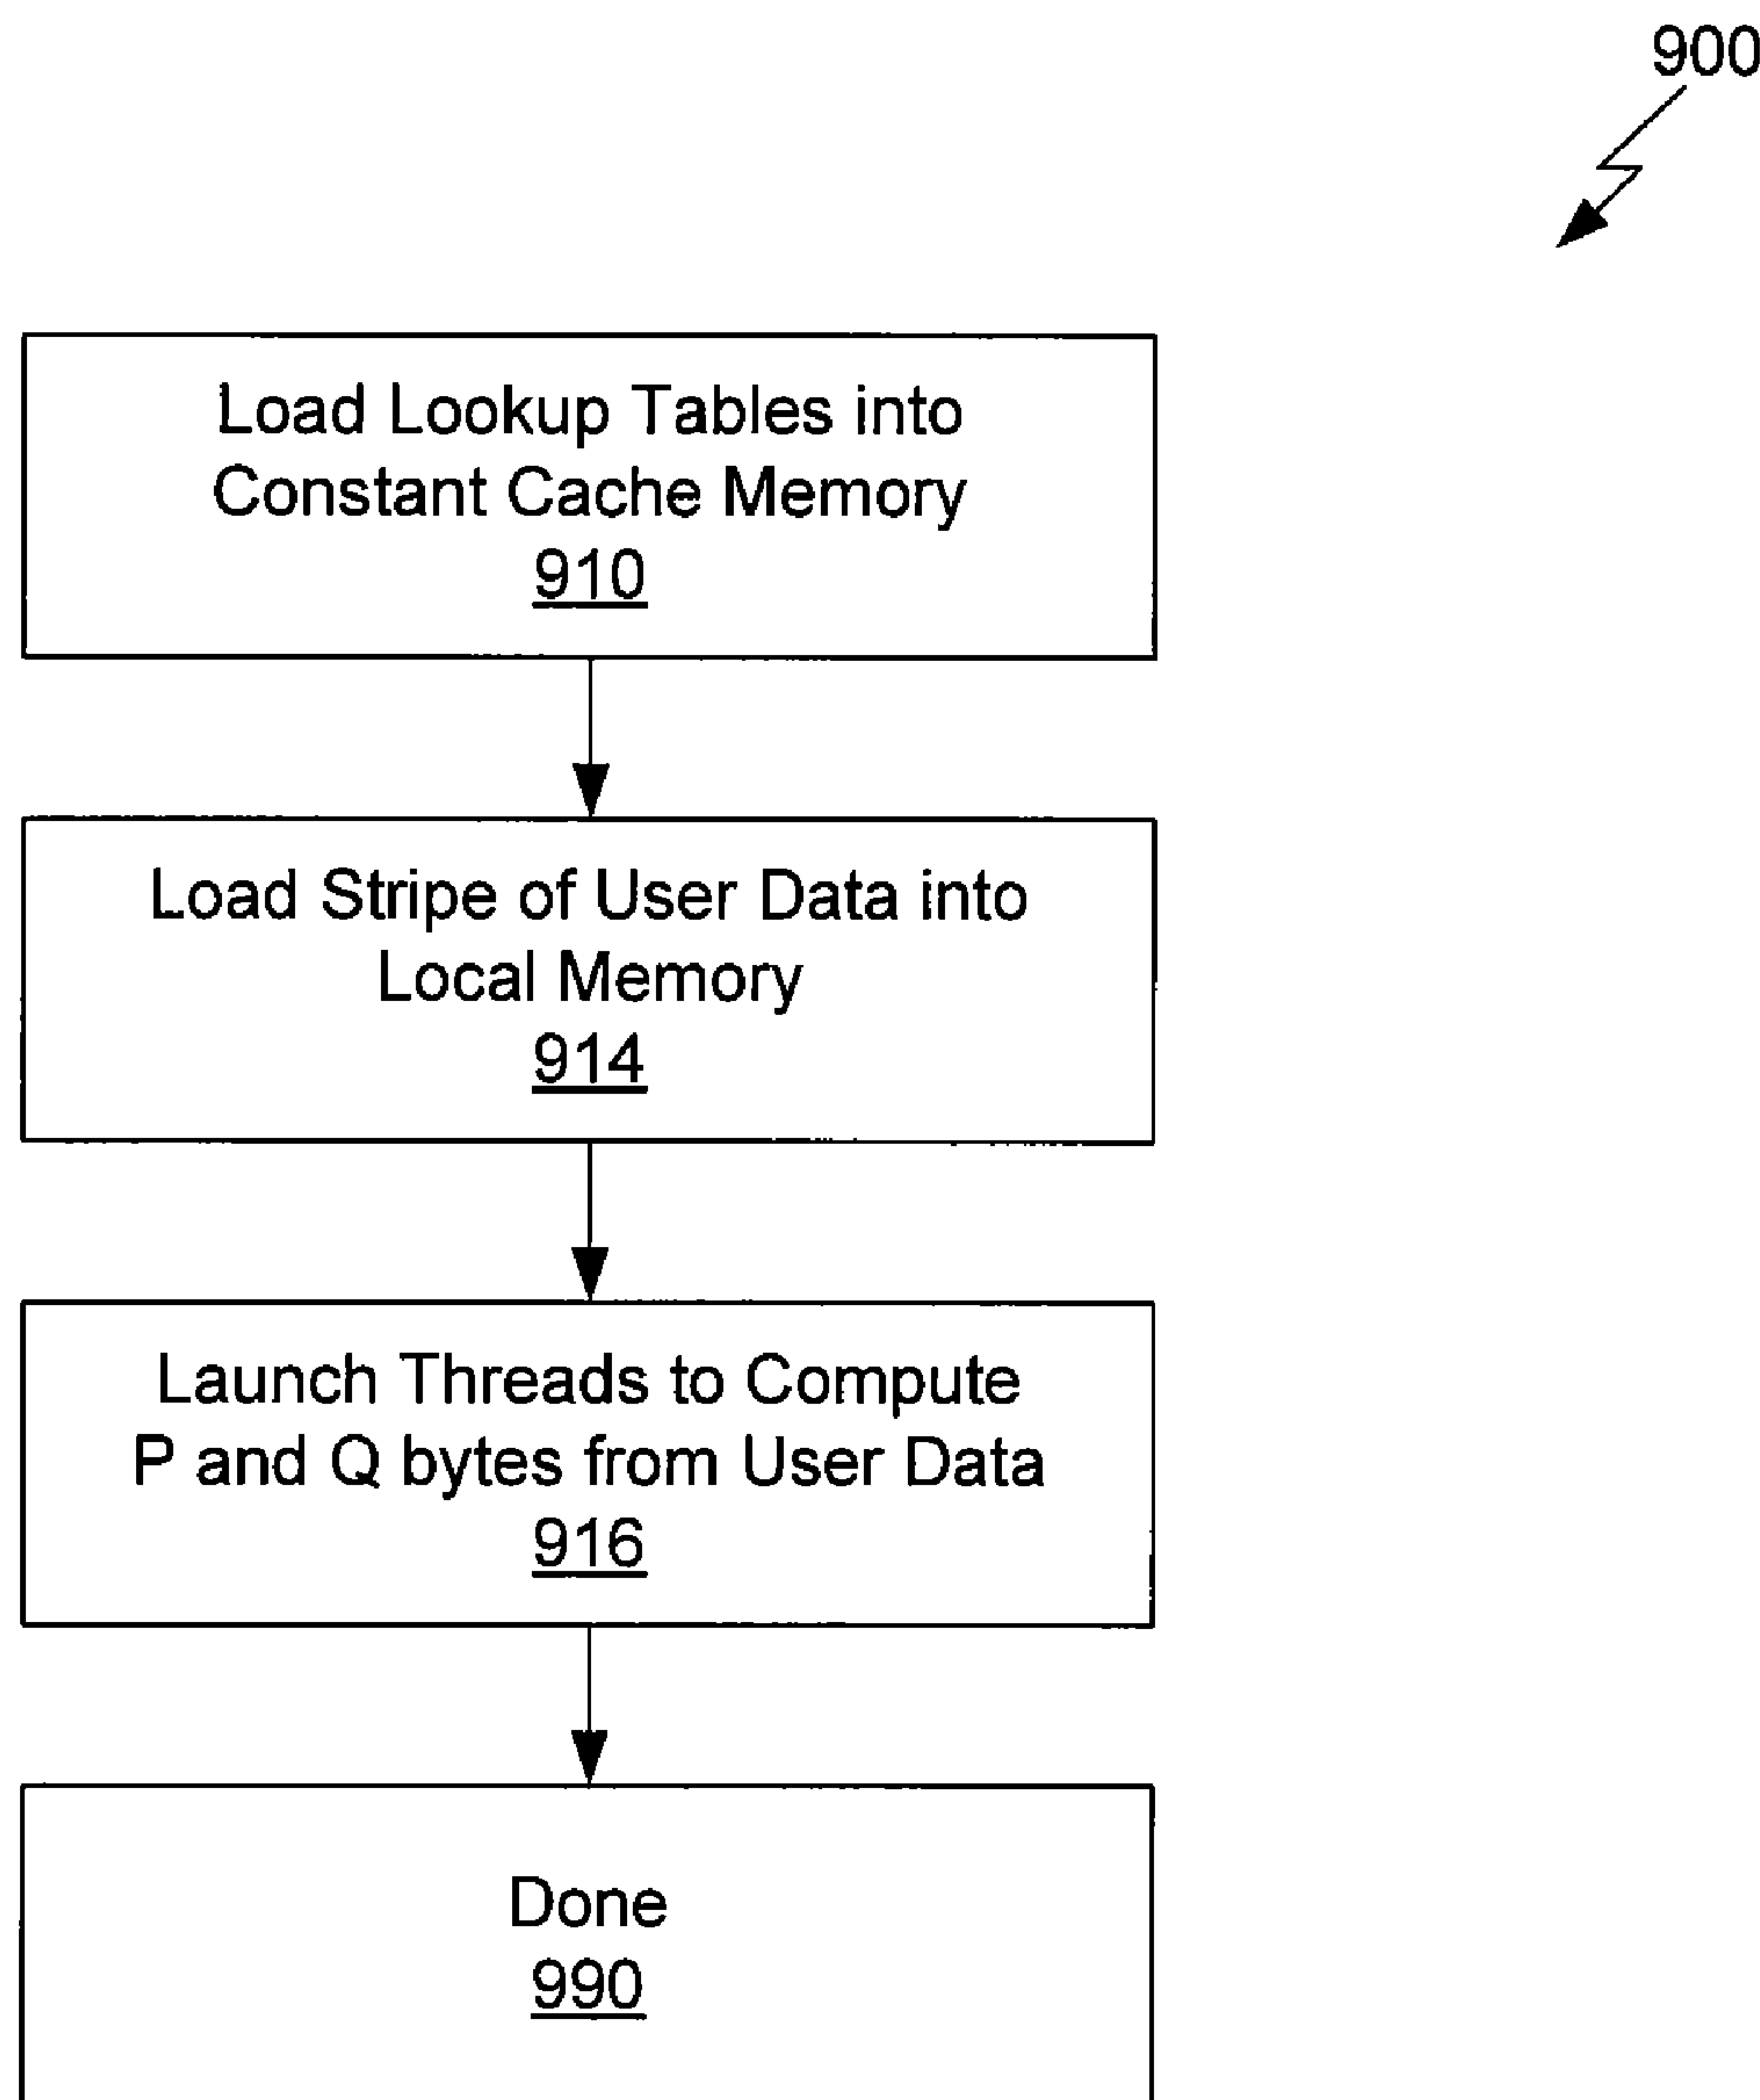 900
Load Lookup Tables into
Constant Cache Memory
910
Load Stripe of User Data into
Local Memory
914
Launch Threads to Compute
P and Q bytes from User Data
916
Done
990